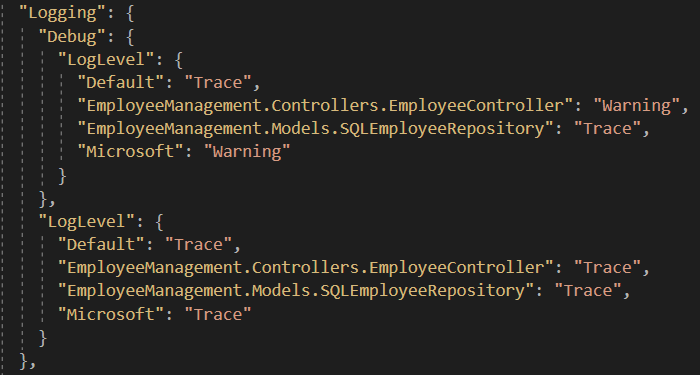 "Logging": {
"Debug": {
"LogLevel": {
"Default": "Trace",
"EmployeeManagement.Controllers.EmployeeController": "Warning",
"EmployeeManagement.Models.SQLEmployeeRepository": "Trace",
"Microsoft": "Warning"
}
},
"LogLevel": {
"Default": "Trace",
"EmployeeManagement.Controllers.EmployeeController": "Trace",
"EmployeeManagement.Models.SQLEmployeeRepository": "Trace",
"Microsoft": "Trace"
}
},